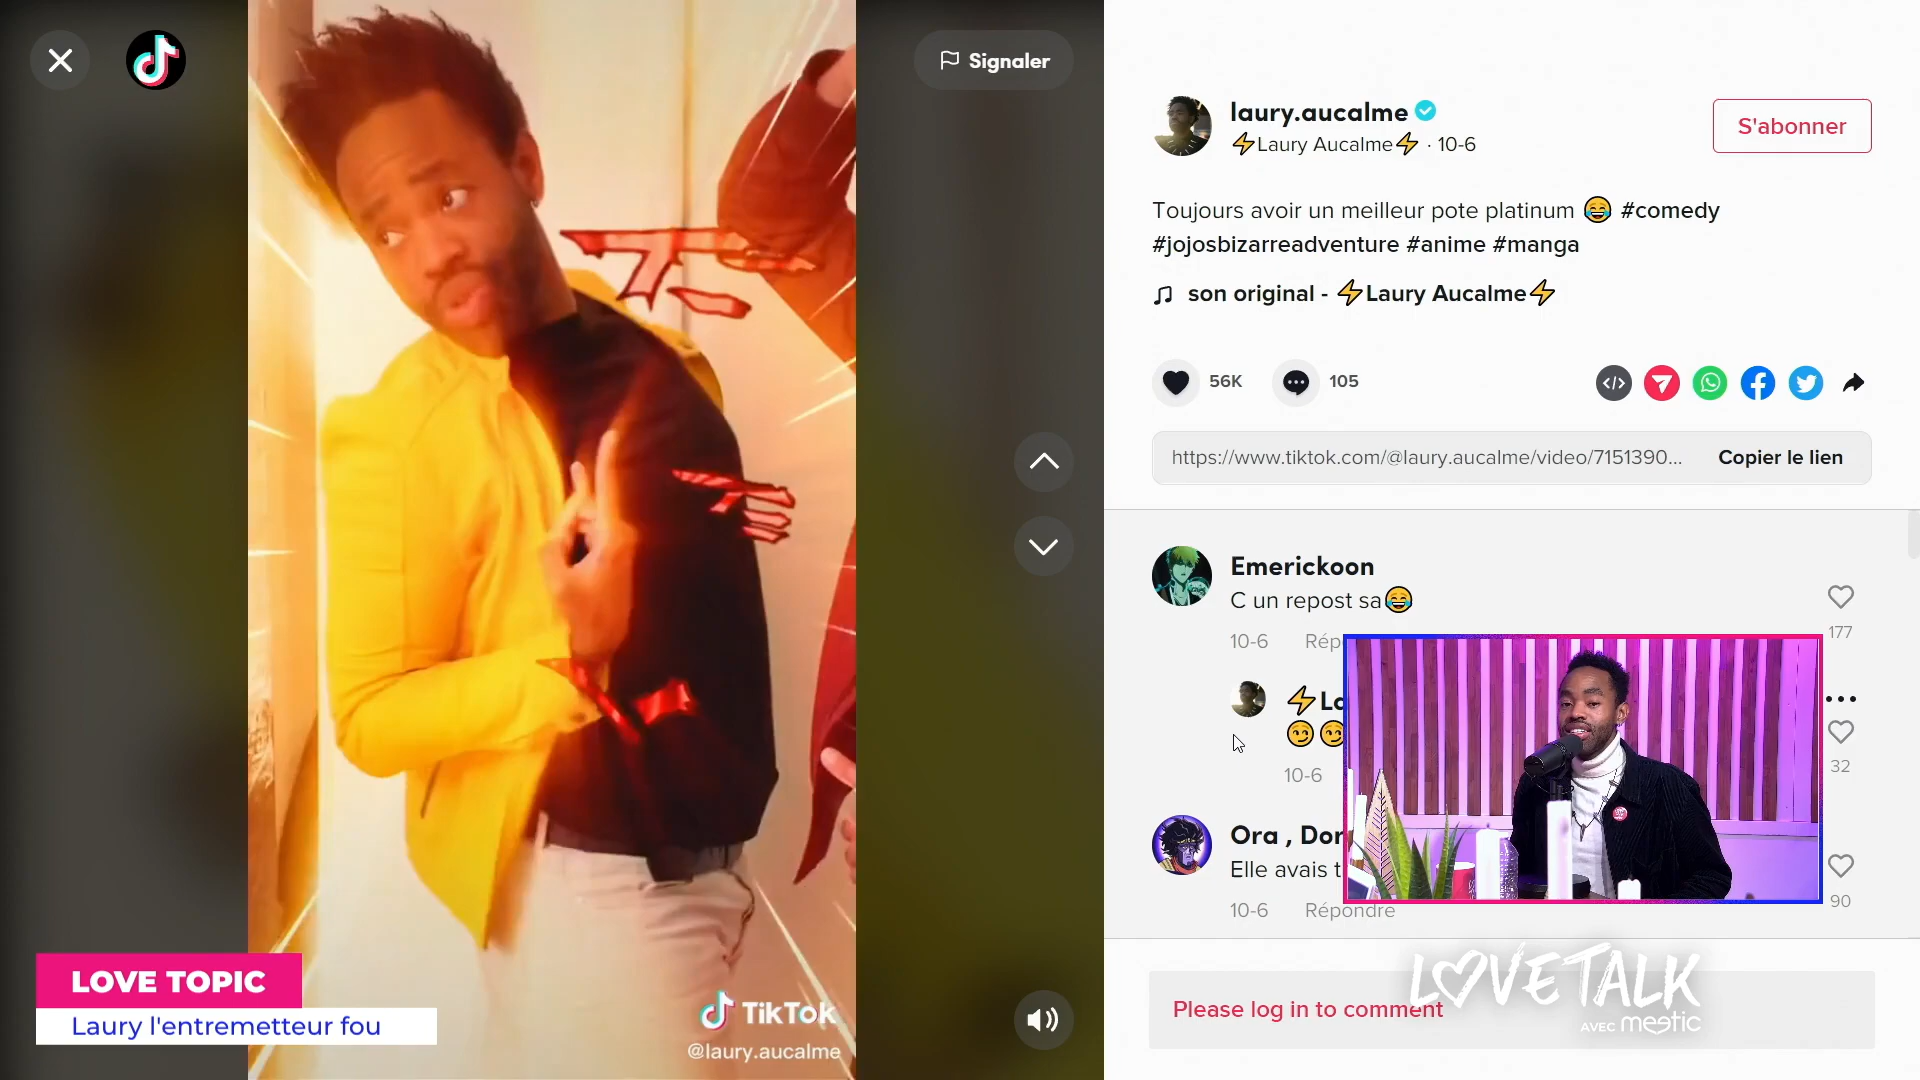 Signaler
laury.aucalme
⚡Laury Aucalme⚡ · 10-6
S'abonner
Toujours avoir un meilleur pote platinum 😂 #comedy
#jojosbizarreadventure #anime #manga
son original - ⚡Laury Aucalme⚡
56K
105
https://www.tiktok.com/@laury.aucalme/video/7151390...
Copier le lien
Emerickoon
C un repost sa😂
177
10-6
32
10-6
Ora ,
Elle avais
90
10-6 Répondre
Please log in to comment
LOVE TALK
AVEC meetic
TikTok
@laury.aucalme
LOVE TOPIC
Laury l'entremetteur fou